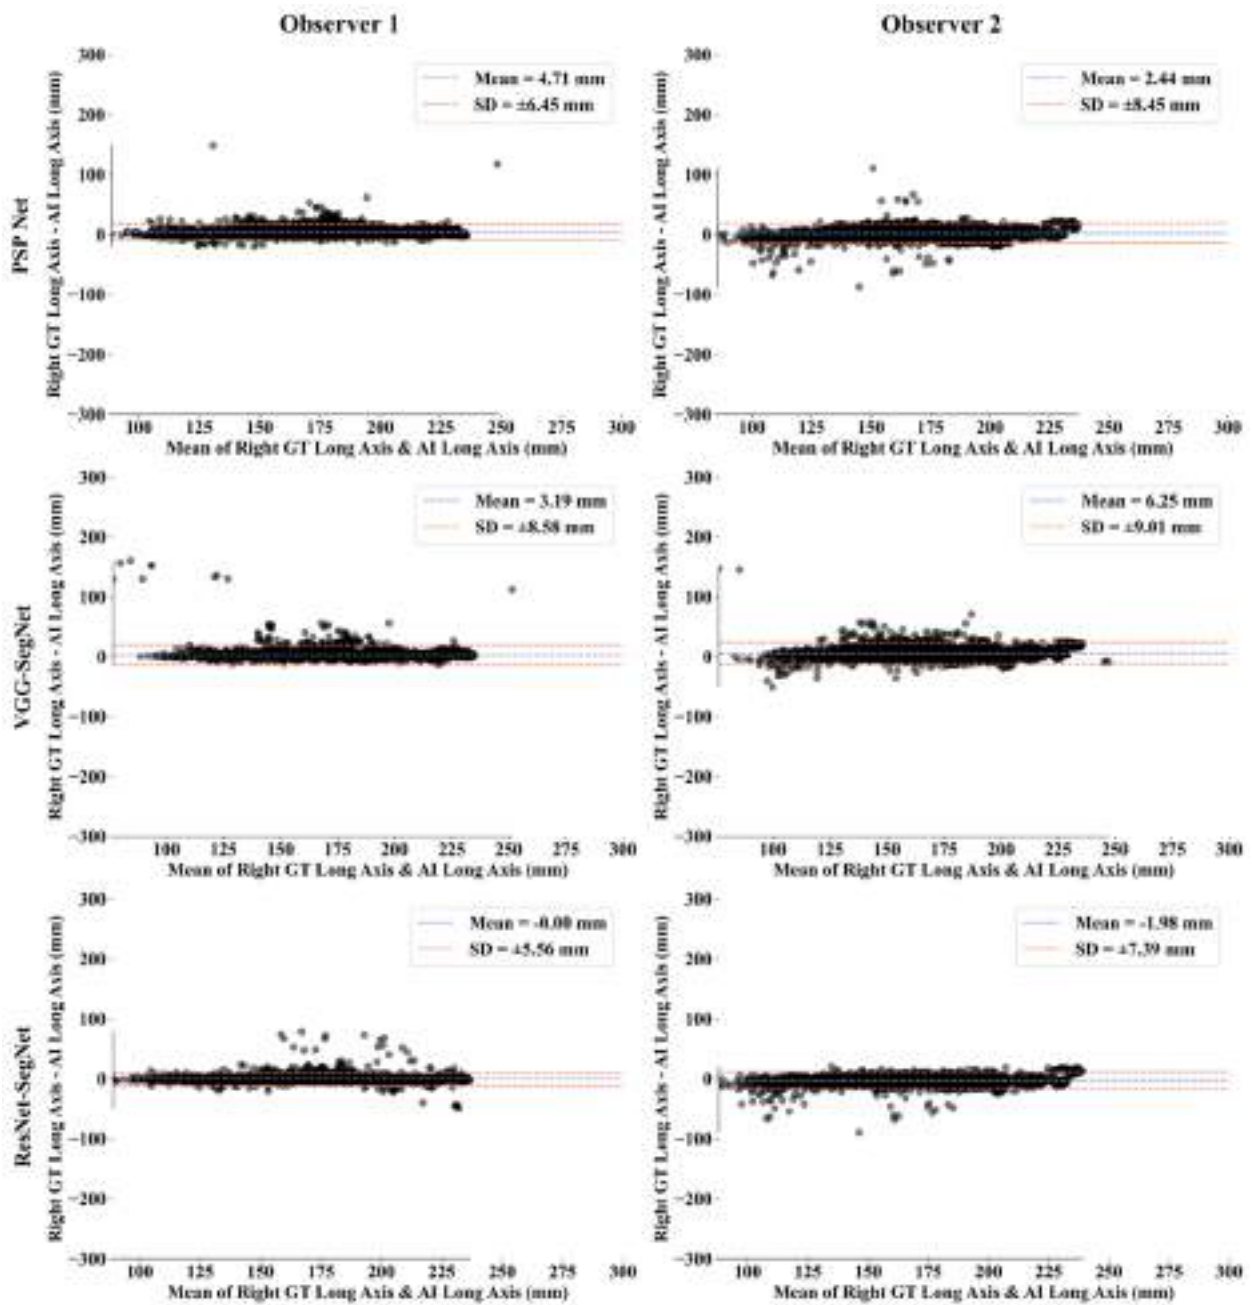 Observer 1
Observer 2
PSP Net
Right GT Long Axis - AI Long Axis (mm)
300
200
100
0
−100
−200
−300
Mean = 4.71 mm
SD = ±6.45 mm
100 125 150 175 200 225 250 275 300
Mean of Right GT Long Axis & AI Long Axis (mm)
Right GT Long Axis - AI Long Axis (mm)
300
200
100
0
−100
−200
−300
Mean = 2.44 mm
SD = ±8.45 mm
100 125 150 175 200 225 250 275 300
Mean of Right GT Long Axis & AI Long Axis (mm)
VGG-SegNet
Right GT Long Axis - AI Long Axis (mm)
300
200
100
0
−100
−200
−300
Mean = 3.19 mm
SD = ±8.58 mm
100 125 150 175 200 225 250 275 300
Mean of Right GT Long Axis & AI Long Axis (mm)
Right GT Long Axis - AI Long Axis (mm)
300
200
100
0
−100
−200
−300
Mean = 6.25 mm
SD = ±9.01 mm
100 125 150 175 200 225 250 275 300
Mean of Right GT Long Axis & AI Long Axis (mm)
ResNet-SegNet
Right GT Long Axis - AI Long Axis (mm)
300
200
100
0
−100
−200
−300
Mean = -0.00 mm
SD = ±5.56 mm
100 125 150 175 200 225 250 275 300
Mean of Right GT Long Axis & AI Long Axis (mm)
Right GT Long Axis - AI Long Axis (mm)
300
200
100
0
−100
−200
−300
Mean = -1.98 mm
SD = ±7.39 mm
100 125 150 175 200 225 250 275 300
Mean of Right GT Long Axis & AI Long Axis (mm)